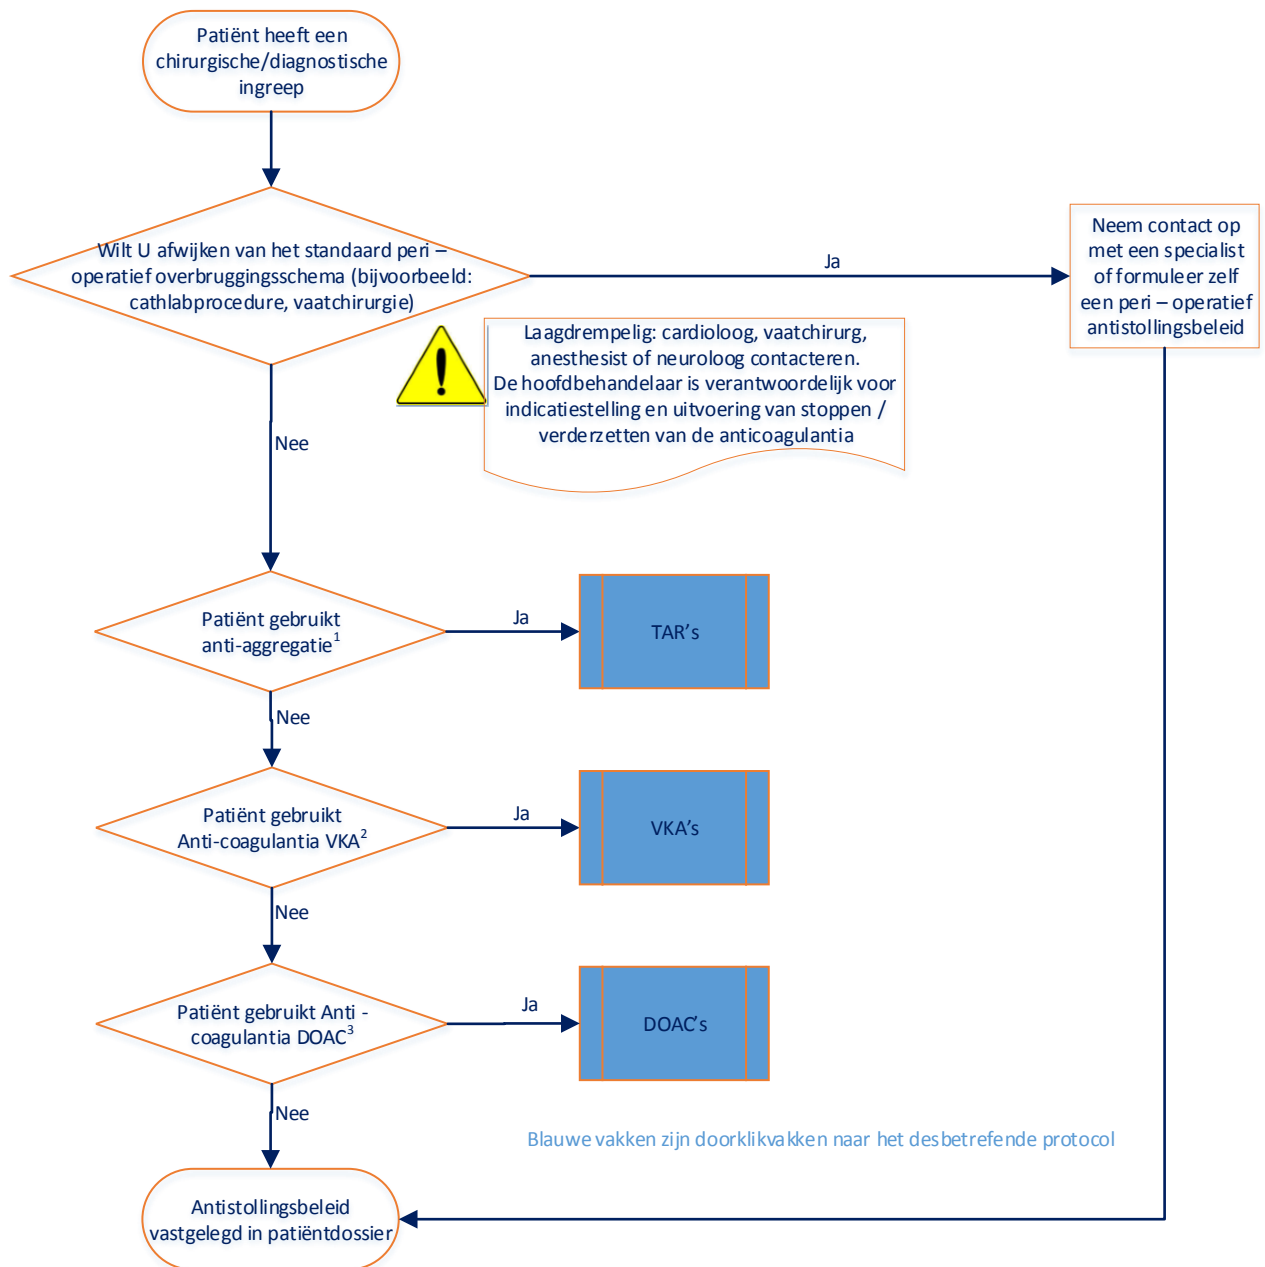 Patiënt heeft een
chirurgische/diagnostische
ingreep
Wilt U afwijken van het standaard peri –
operatief overbruggingsschema (bijvoorbeeld:
cathlabprocedure, vaatchirurgie)
Ja
Neem contact op
met een specialist
of formuleer zelf
een peri – operatief
antistollingsbeleid
Laagdrempelig: cardioloog, vaatchirurg,
anesthesist of neuroloog contacteren.
De hoofdbehandelaar is verantwoordelijk voor
indicatiestelling en uitvoering van stoppen /
verderzetten van de anticoagulantia
Nee
Patiënt gebruikt
anti-aggregatie¹
Ja
TAR’s
Nee
Patiënt gebruikt
Anti-coagulantia VKA²
Ja
VKA’s
Nee
Patiënt gebruikt Anti -
coagulantia DOAC³
Ja
DOAC’s
Nee
Blauwe vakken zijn doorklikvakken naar het desbetrefende protocol
Antistollingsbeleid
vastgelegd in patiëntdossier